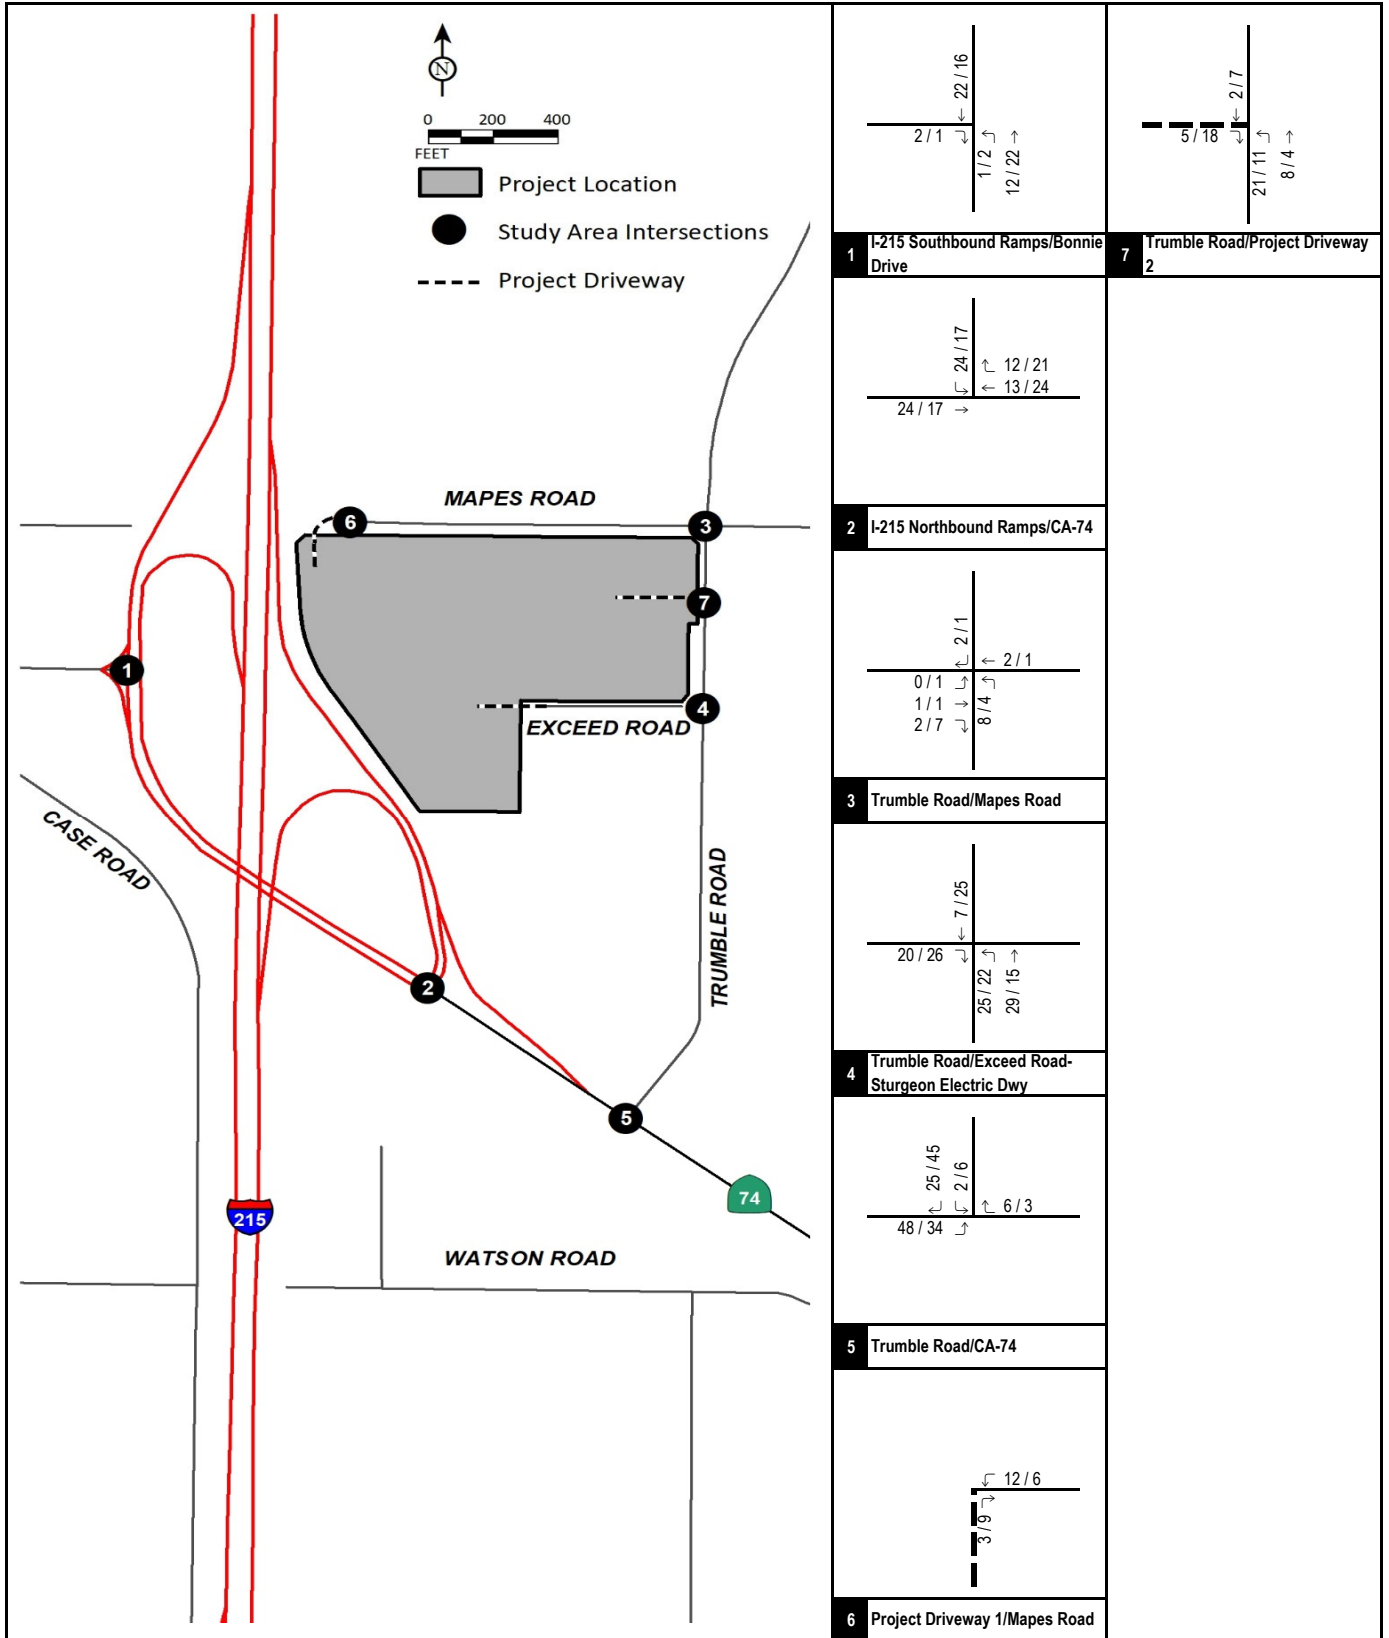 N
0 200 400
FEET
Project Location
Study Area Intersections
Project Driveway
MAPES ROAD
6
3
7
1
4
EXCEED ROAD
CASE ROAD
TRUMBLE ROAD
2
5
74
215
WATSON ROAD
22 / 16
2 / 1
1 / 2
12 / 22
1 I-215 Southbound Ramps/Bonnie
Drive
2 / 7
5 / 18
21 / 11
8 / 4
7 Trumble Road/Project Driveway
2
24 / 17
12 / 21
13 / 24
24 / 17
2 I-215 Northbound Ramps/CA-74
2 / 1
2 / 1
0 / 1
1 / 1
2 / 7
8 / 4
3 Trumble Road/Mapes Road
7 / 25
20 / 26
25 / 22
29 / 15
4 Trumble Road/Exceed Road-
Sturgeon Electric Dwy
25 / 45
2 / 6
6 / 3
48 / 34
5 Trumble Road/CA-74
12 / 6
3 / 9
6 Project Driveway 1/Mapes Road